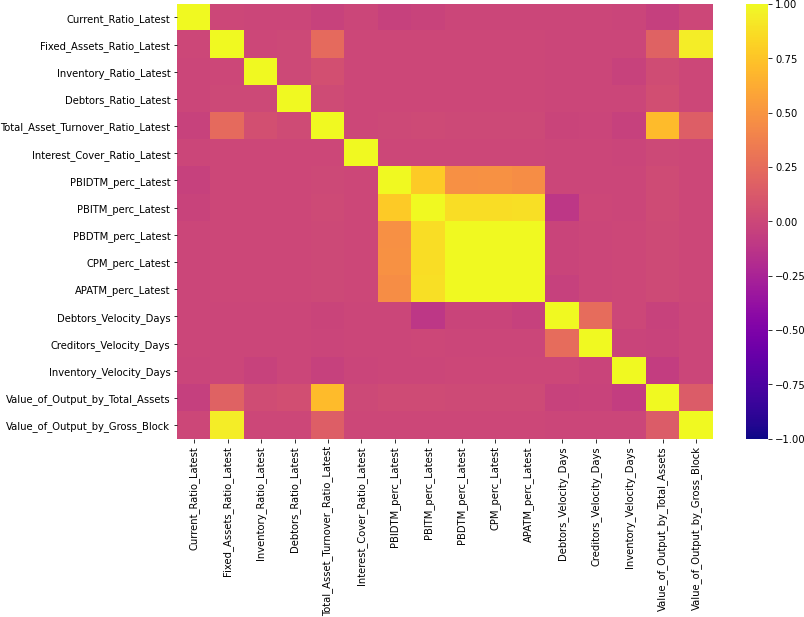 Current_Ratio_Latest
Fixed_Assets_Ratio_Latest
Inventory_Ratio_Latest
Debtors_Ratio_Latest
Total_Asset_Turnover_Ratio_Latest
Interest_Cover_Ratio_Latest
PBIDTM_perc_Latest
PBITM_perc_Latest
PBDTM_perc_Latest
CPM_perc_Latest
APATM_perc_Latest
Debtors_Velocity_Days
Creditors_Velocity_Days
Inventory_Velocity_Days
Value_of_Output_by_Total_Assets
Value_of_Output_by_Gross_Block
Current_Ratio_Latest
Fixed_Assets_Ratio_Latest
Inventory_Ratio_Latest
Debtors_Ratio_Latest
Total_Asset_Turnover_Ratio_Latest
Interest_Cover_Ratio_Latest
PBIDTM_perc_Latest
PBITM_perc_Latest
PBDTM_perc_Latest
CPM_perc_Latest
APATM_perc_Latest
Debtors_Velocity_Days
Creditors_Velocity_Days
Inventory_Velocity_Days
Value_of_Output_by_Total_Assets
Value_of_Output_by_Gross_Block
1.00
0.75
0.50
0.25
0.00
−0.25
−0.50
−0.75
−1.00